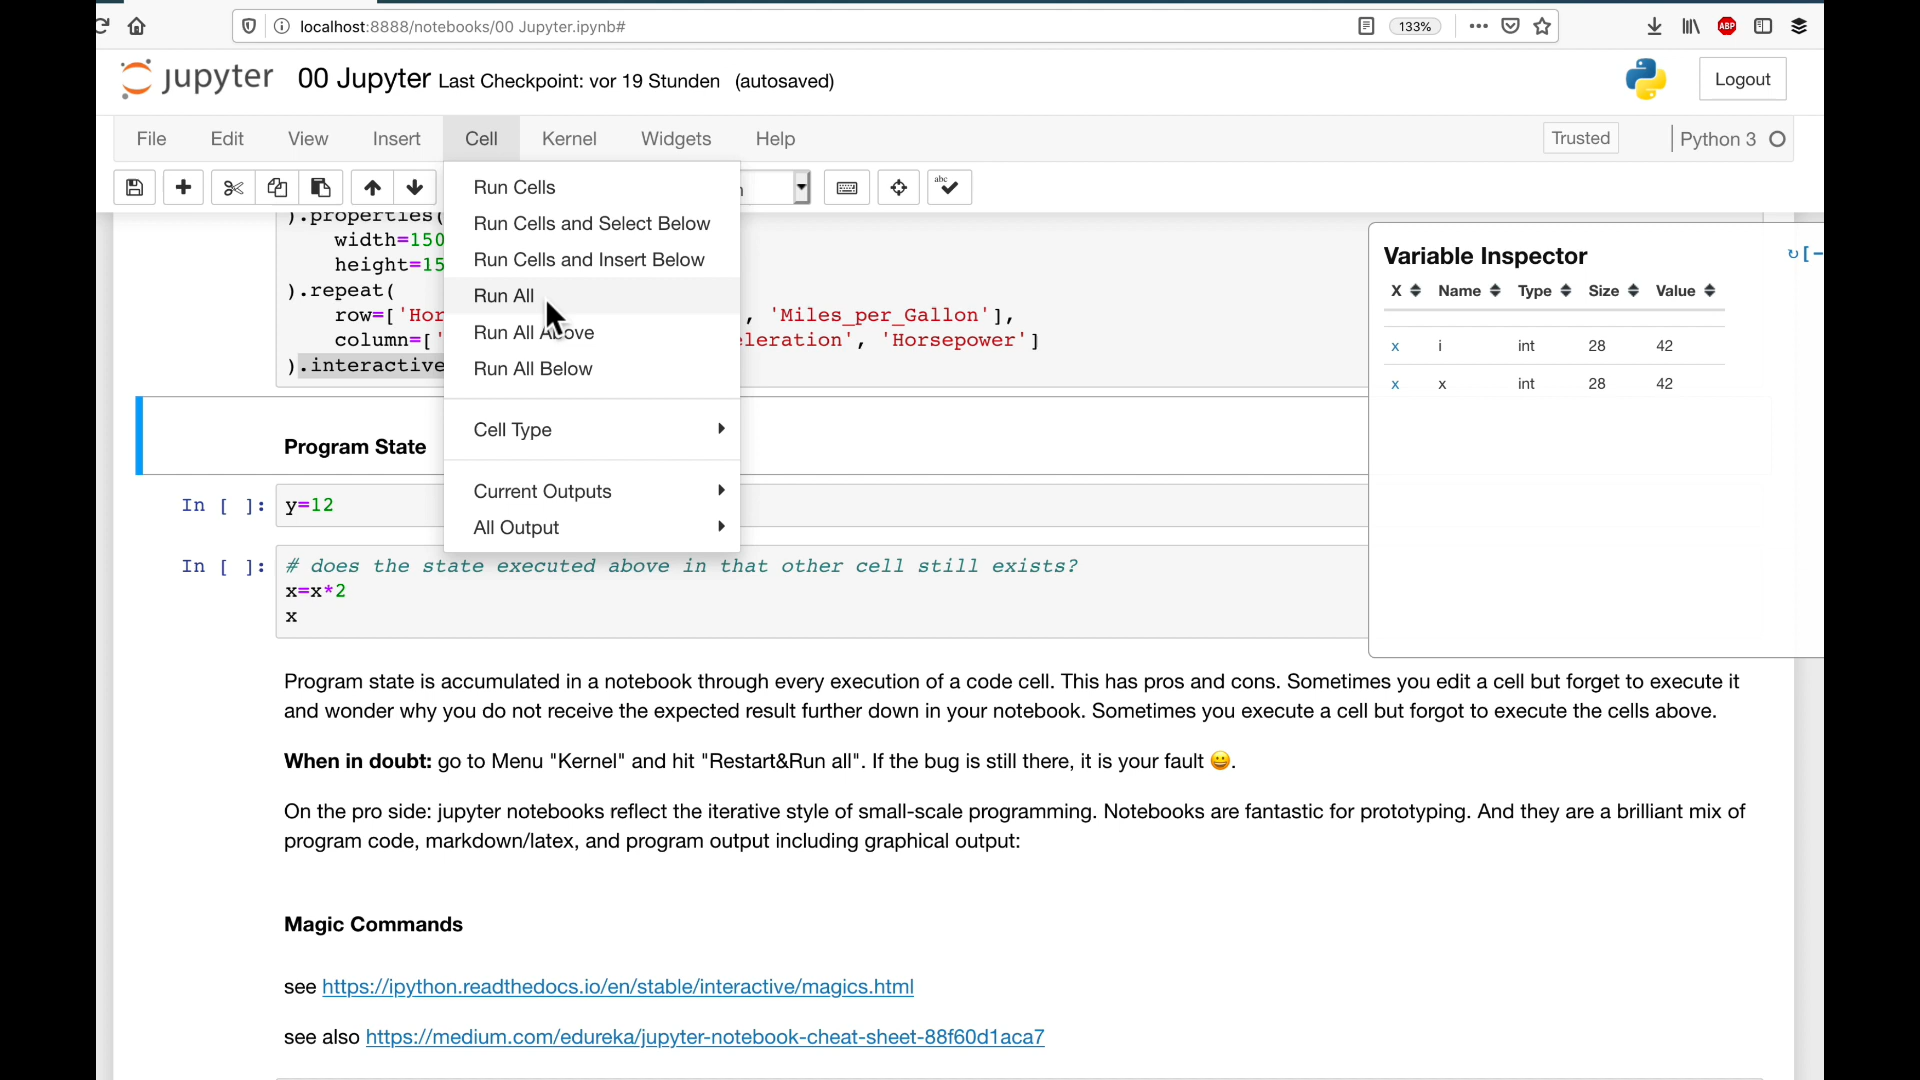 localhost:8888/notebooks/00 Jupyter.ipynb#
133%
ABP
jupyter 00 Jupyter Last Checkpoint: vor 19 Stunden (autosaved)
Logout
File Edit View Insert Cell Kernel Widgets Help
Trusted
Python 3
abc
Run Cells
Run Cells and Select Below
Run Cells and Insert Below
Run All
Run All Above
Run All Below
Cell Type
Current Outputs
All Output
).properties(
width=150
height=15
).repeat(
row=['Hor , 'Miles_per_Gallon'],
column=[' leration', 'Horsepower']
).interactive
Variable Inspector
X Name Type Size Value
x i int 28 42
x x int 28 42
Program State
In [ ]: y=12
In [ ]: # does the state executed above in that other cell still exists?
x=x*2
x
Program state is accumulated in a notebook through every execution of a code cell. This has pros and cons. Sometimes you edit a cell but forget to execute it
and wonder why you do not receive the expected result further down in your notebook. Sometimes you execute a cell but forgot to execute the cells above.
When in doubt: go to Menu "Kernel" and hit "Restart&Run all". If the bug is still there, it is your fault 😀.
On the pro side: jupyter notebooks reflect the iterative style of small-scale programming. Notebooks are fantastic for prototyping. And they are a brilliant mix of
program code, markdown/latex, and program output including graphical output:
Magic Commands
see https://ipython.readthedocs.io/en/stable/interactive/magics.html
see also https://medium.com/edureka/jupyter-notebook-cheat-sheet-88f60d1aca7